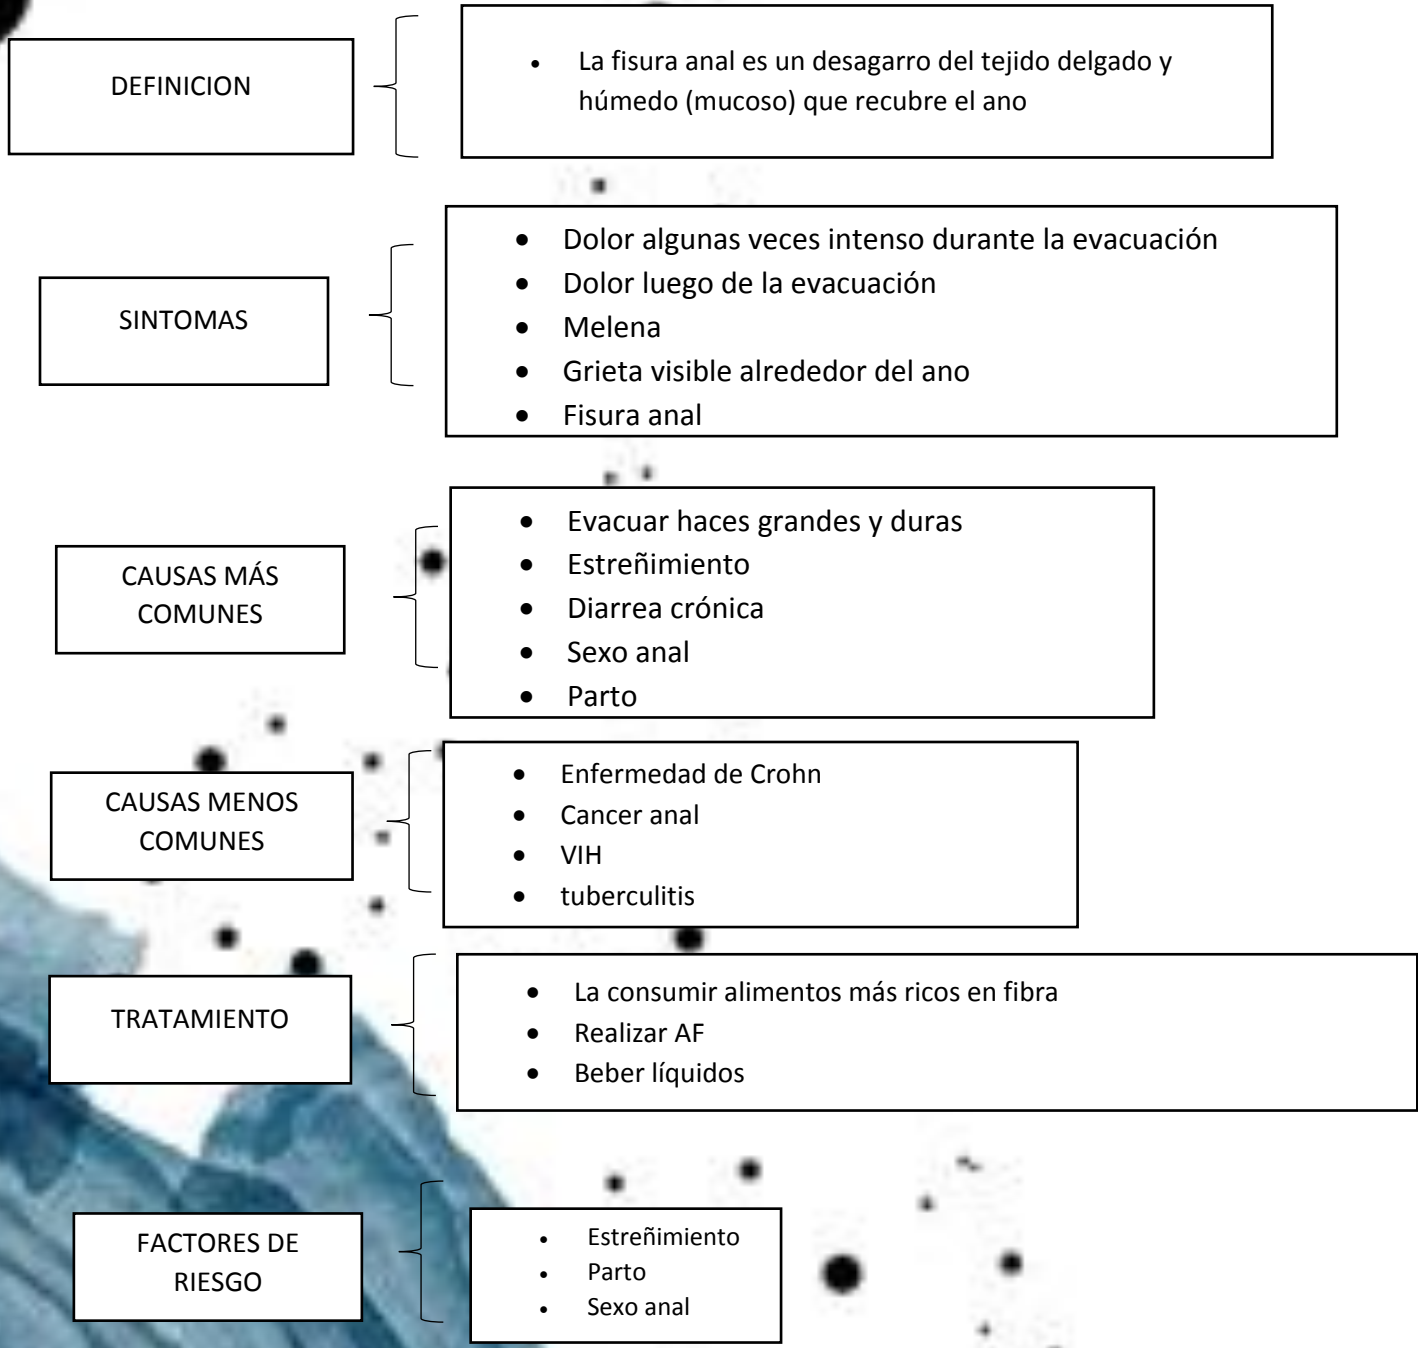 DEFINICION
• La fisura anal es un desagarro del tejido delgado y
húmedo (mucoso) que recubre el ano
SINTOMAS
• Dolor algunas veces intenso durante la evacuación
• Dolor luego de la evacuación
• Melena
• Grieta visible alrededor del ano
• Fisura anal
CAUSAS MÁS
COMUNES
• Evacuar haces grandes y duras
• Estreñimiento
• Diarrea crónica
• Sexo anal
• Parto
CAUSAS MENOS
COMUNES
• Enfermedad de Crohn
• Cancer anal
• VIH
• tuberculitis
TRATAMIENTO
• La consumir alimentos más ricos en fibra
• Realizar AF
• Beber líquidos
FACTORES DE
RIESGO
• Estreñimiento
• Parto
• Sexo anal